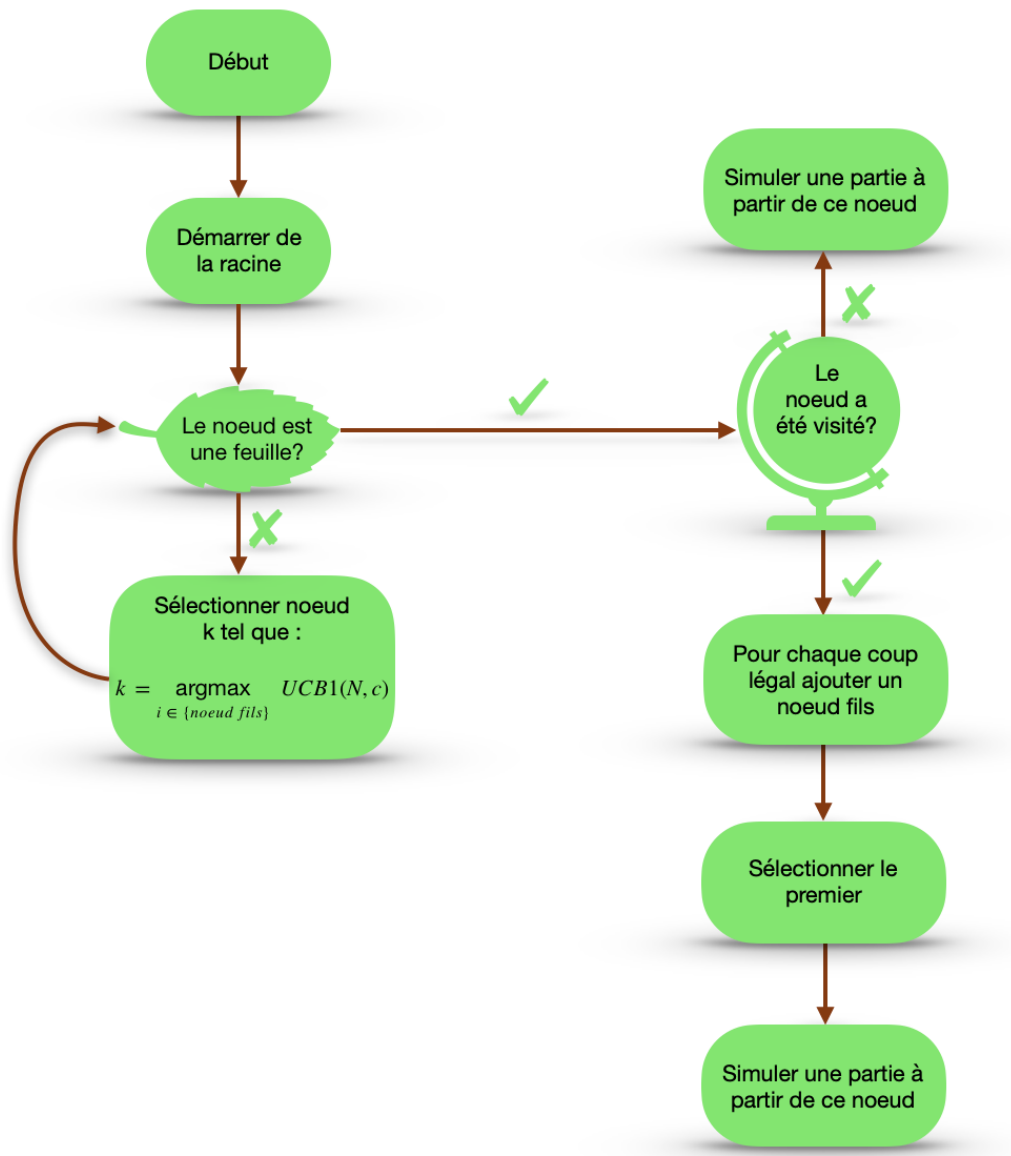 Début
Démarrer de
la racine
Le noeud est
une feuille?
Sélectionner noeud
k tel que :
k = argmax UCB1(N, c)
i ∈ {noeud fils}
Le
noeud a
été visité?
Simuler une partie à
partir de ce noeud
Pour chaque coup
légal ajouter un
noeud fils
Sélectionner le
premier
Simuler une partie à
partir de ce noeud